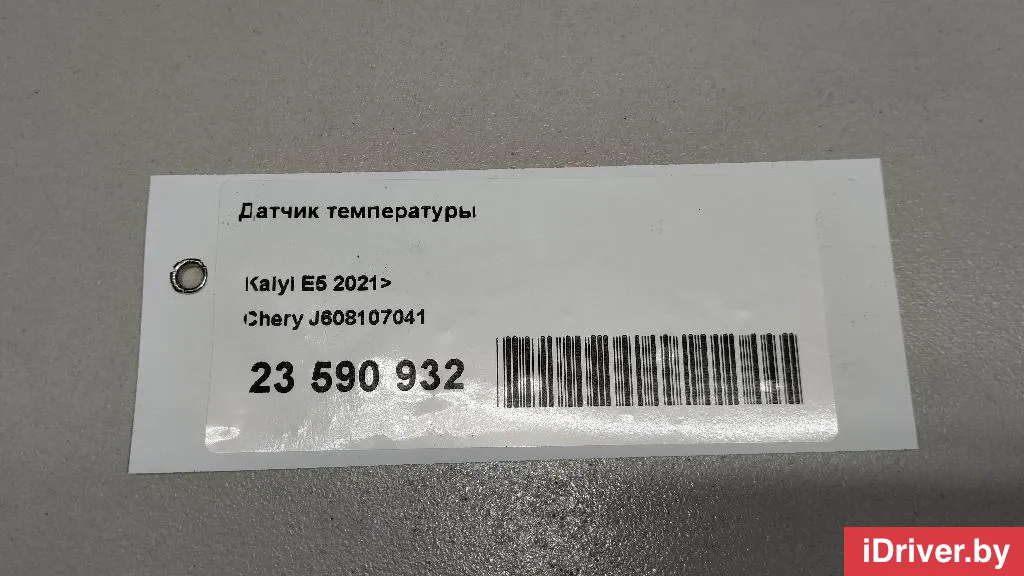 Датчик температуры
Kaiyi E5 2021>
Chery J608107041
23 590 932
iDriver.by